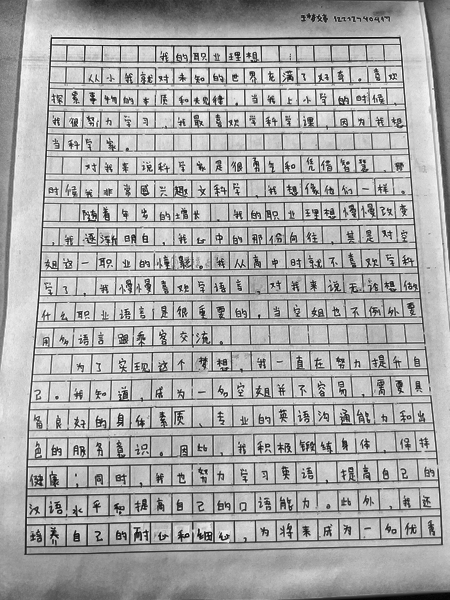 我的职业理想
从小我就对未知的世界充满了好奇。喜欢
探索事物的本质和规律。当我上小学的时候，
我很努力学习，我最喜欢学科学课，因为我想
当科学家。
对我来说科学家是很勇气和凭借智慧，那
时候我非常感兴趣文科学，我想像他们一样。
随着年岁的增长，我的职业理想慢慢改变
，我逐渐明白，我心中的那份向往，其是对空
姐这一职业的憧憬。我从高中时就不喜欢学科
学了，我慢慢喜欢学语言，对我来说无论想做
什么职业语言是很重要的，当空姐也不例外要
用多语言跟乘客交流。
为了实现这个梦想，我一直在努力提升自
己。我知道，成为一名空姐并不容易，需要具
备良好的身体素质、专业的英语沟通能力和出
色的服务意识。因此，我积极锻练身体，保持
健康；同时，我也努力学习英语，提高自己的
汉语水平和提高自己的口语能力。此外，我还
培养自己的耐心和细心，为将来成为一名优秀